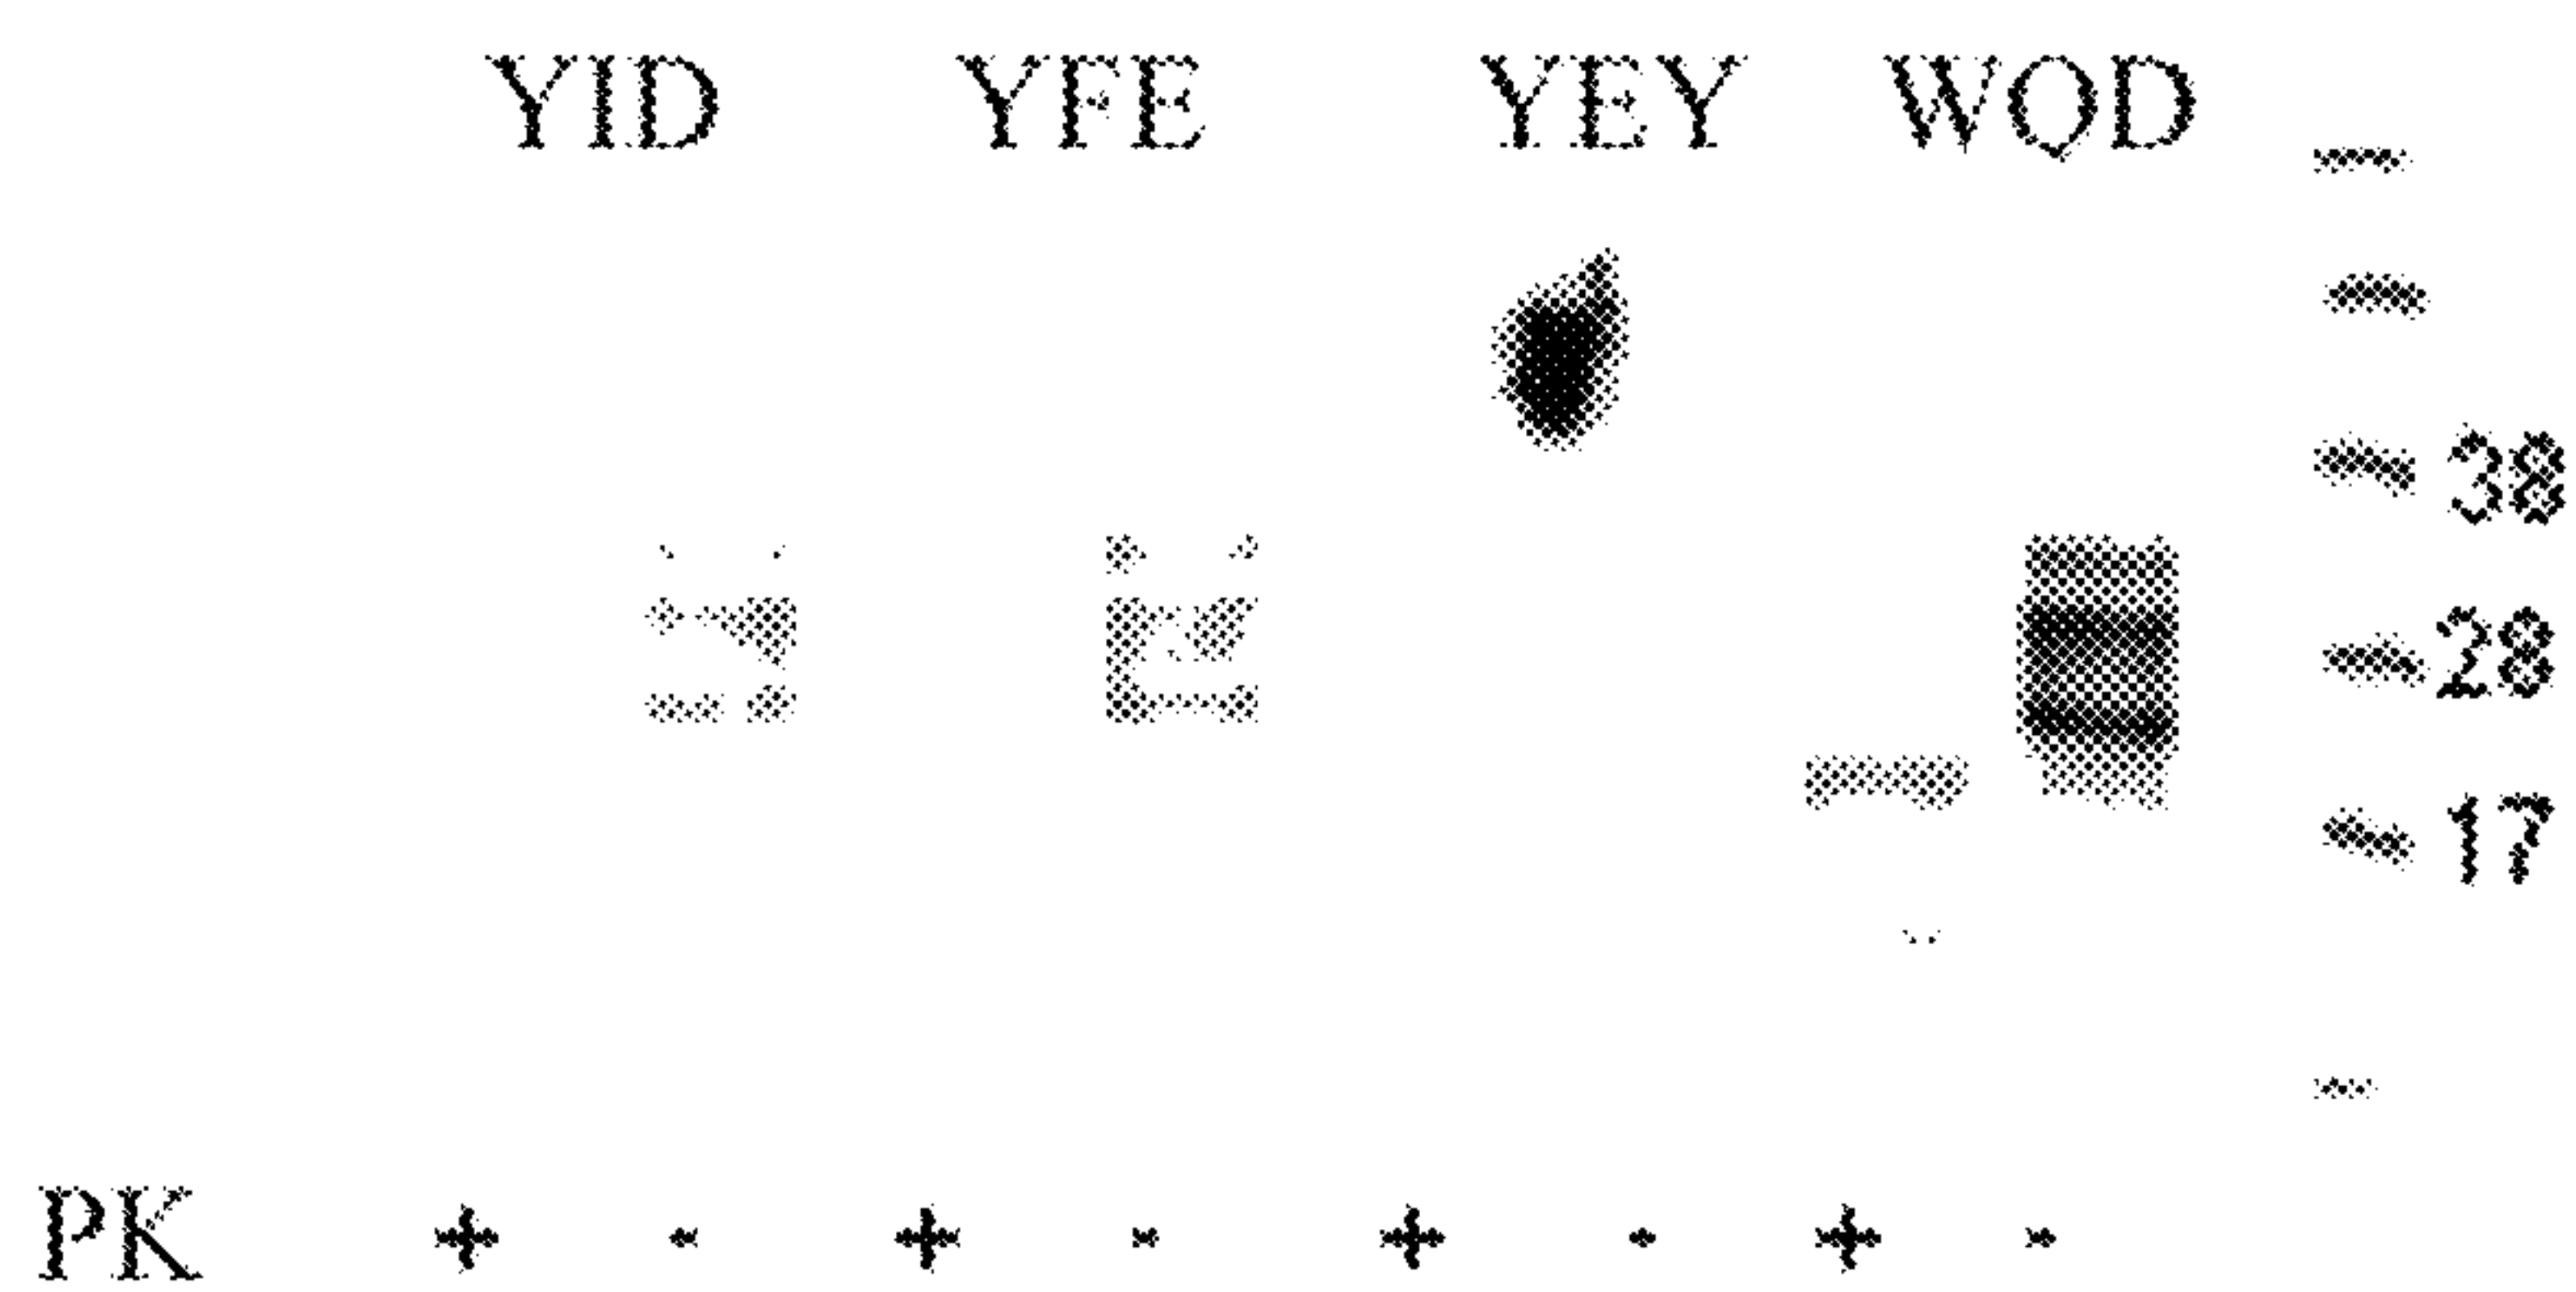 YID YFE YEY WQD
38
28
17
PK + - + - + - + -